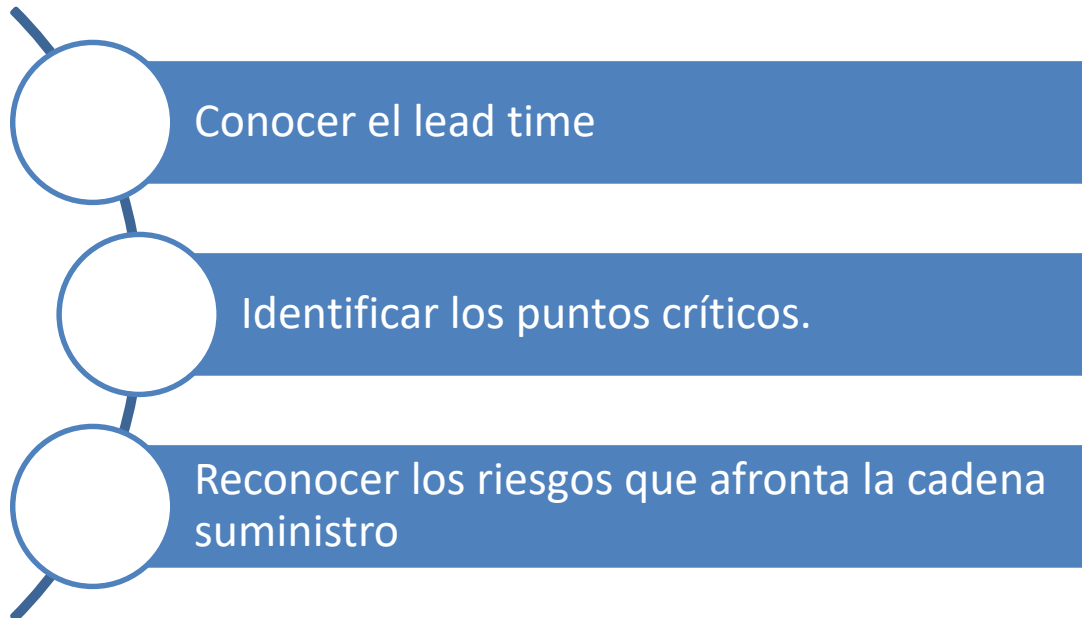 Conocer el lead time
Identificar los puntos críticos.
Reconocer los riesgos que afronta la cadena
suministro